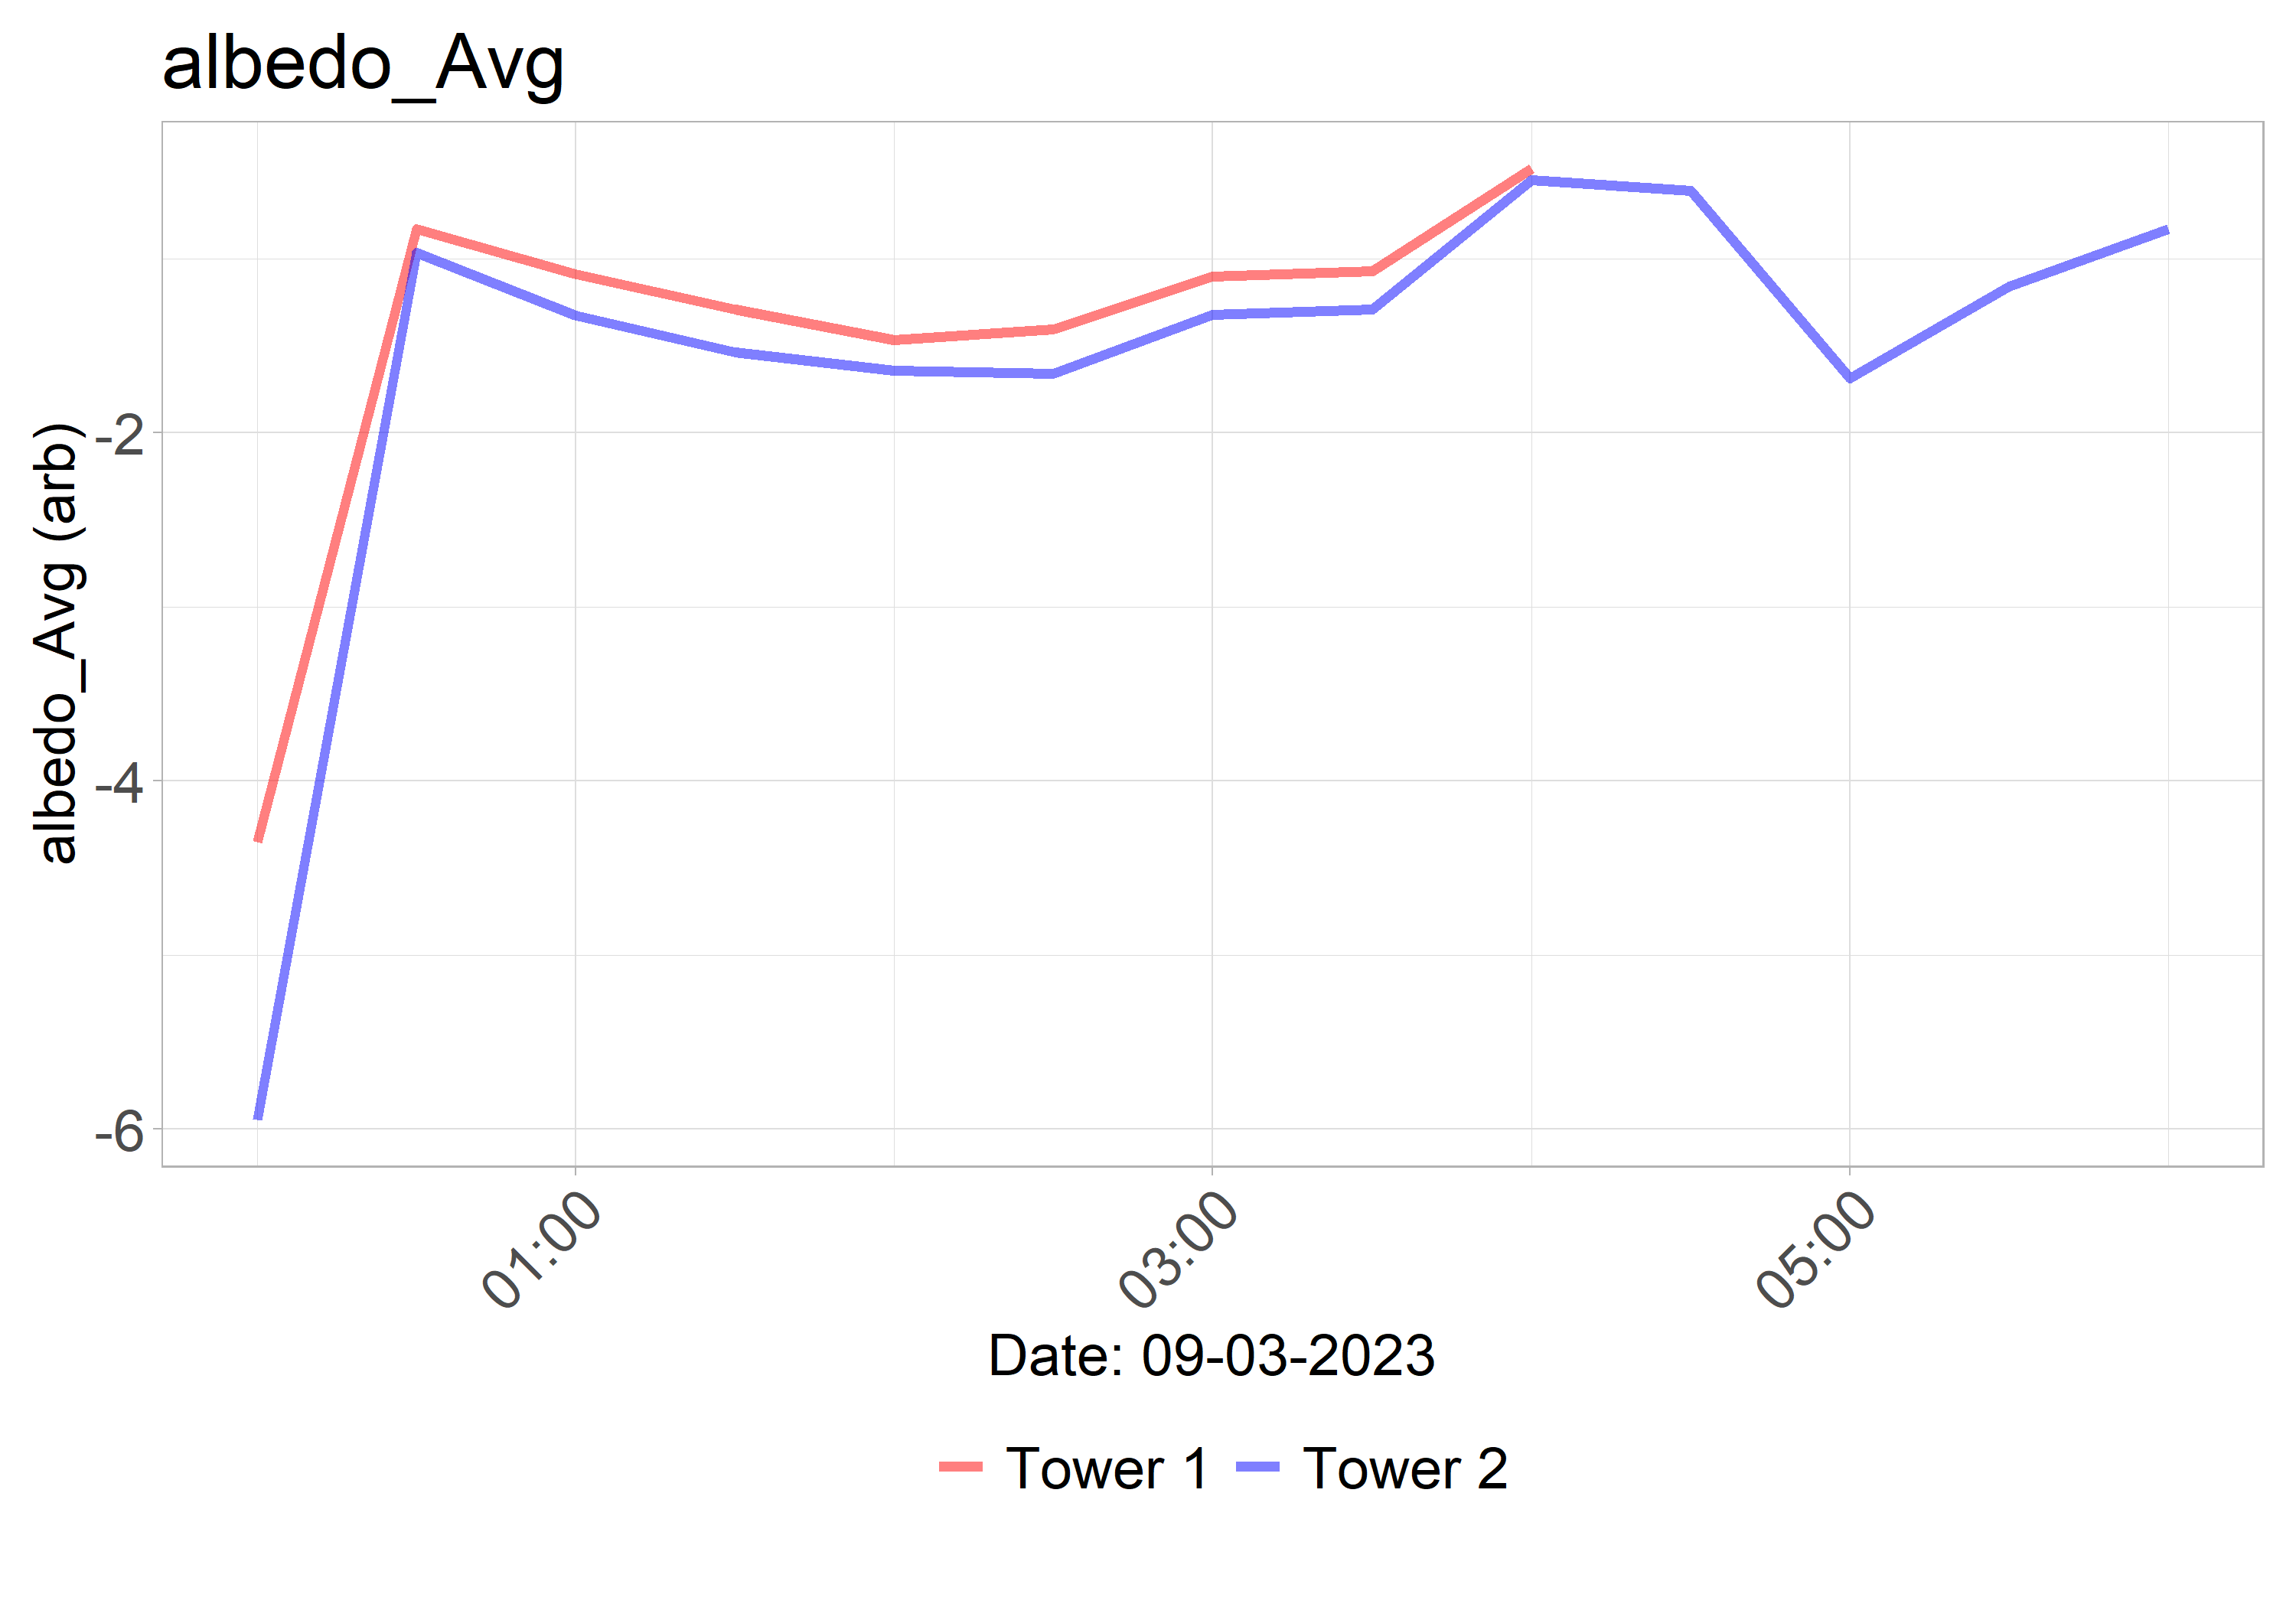 albedo_Avg
albedo_Avg (arb)
-2
-4
-6
01:00
03:00
05:00
Date: 09-03-2023
Tower 1
Tower 2